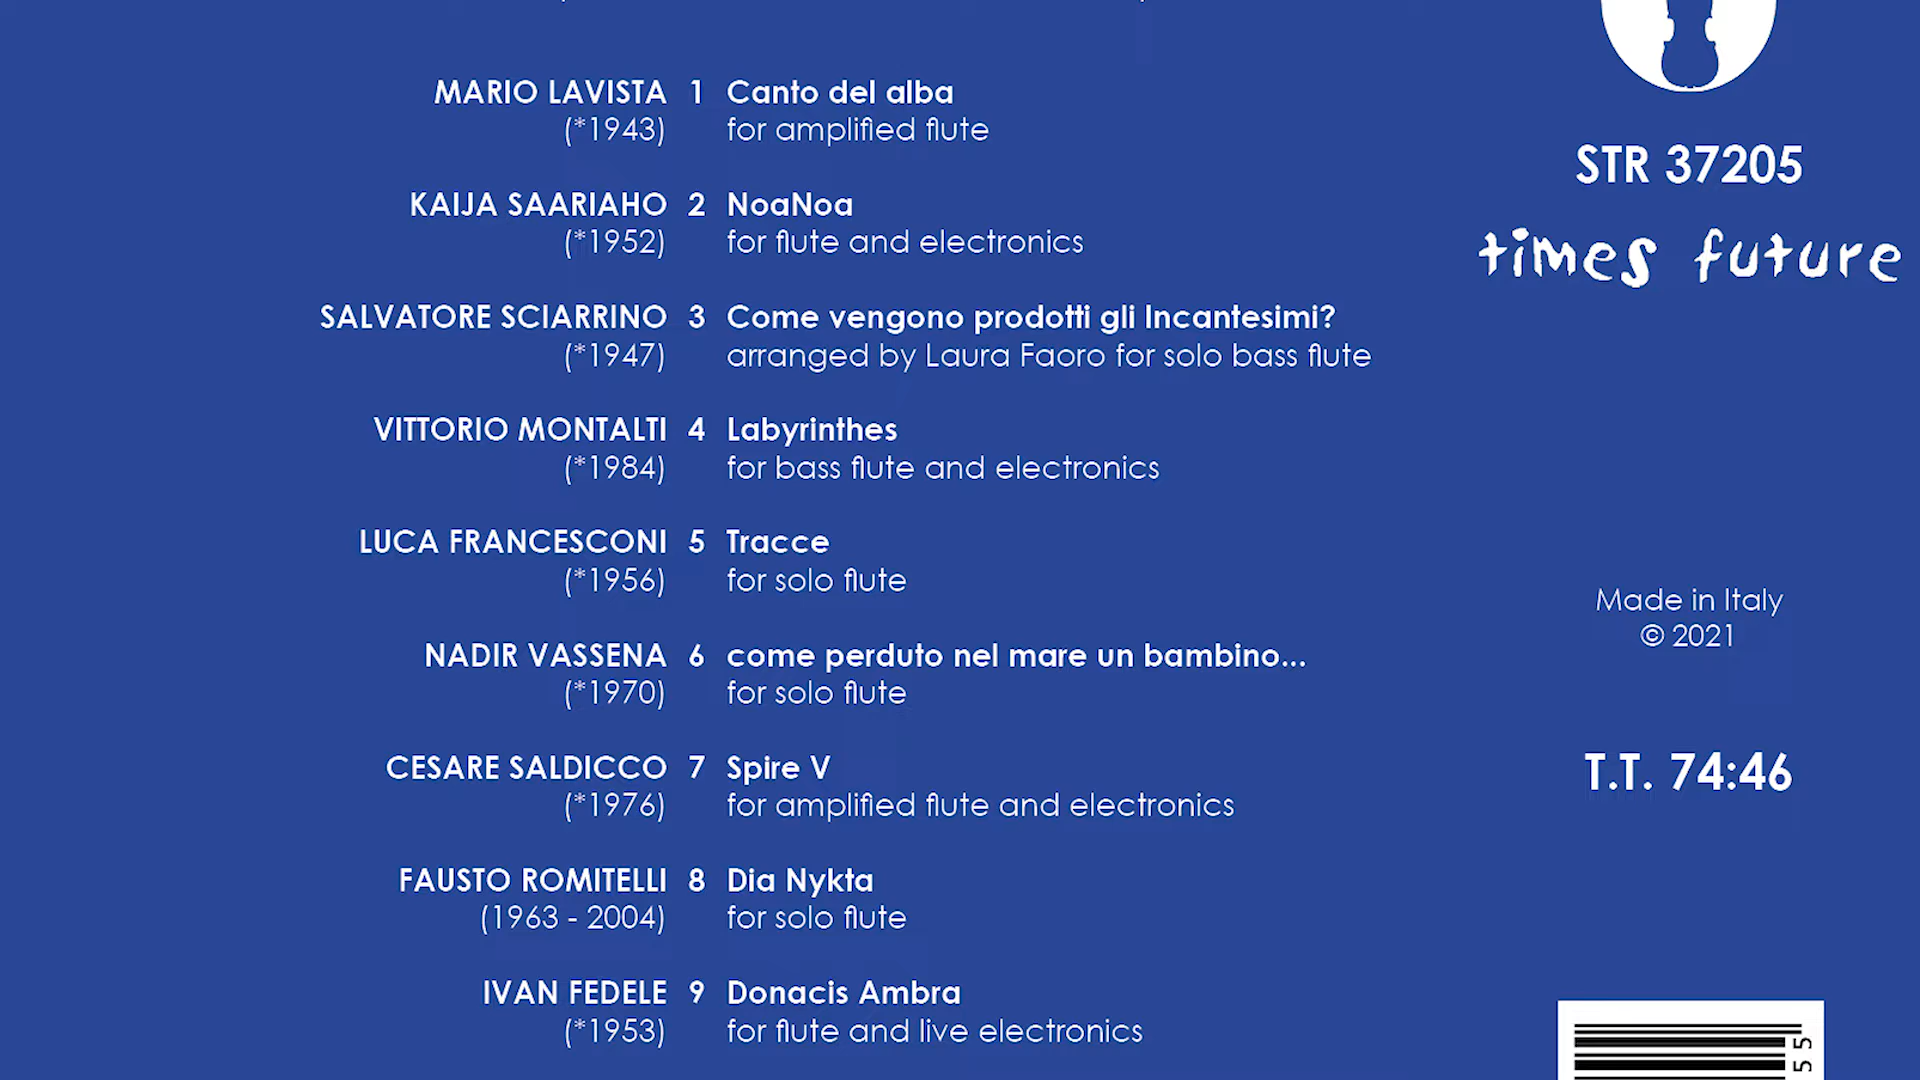 MARIO LAVISTA 1 Canto del alba
(*1943) for amplified flute
KAIJA SAARIAHO 2 NoaNoa
(*1952) for flute and electronics
SALVATORE SCIARRINO 3 Come vengono prodotti gli Incantesimi?
(*1947) arranged by Laura Faoro for solo bass flute
VITTORIO MONTALTI 4 Labyrinthes
(*1984) for bass flute and electronics
LUCA FRANCESCONI 5 Tracce
(*1956) for solo flute
NADIR VASSENA 6 come perduto nel mare un bambino...
(*1970) for solo flute
CESARE SALDICCO 7 Spire V
(*1976) for amplified flute and electronics
FAUSTO ROMITELLI 8 Dia Nykta
(1963 - 2004) for solo flute
IVAN FEDELE 9 Donacis Ambra
(*1953) for flute and live electronics
STR 37205
times future
Made in Italy
© 2021
T.T. 74:46
55